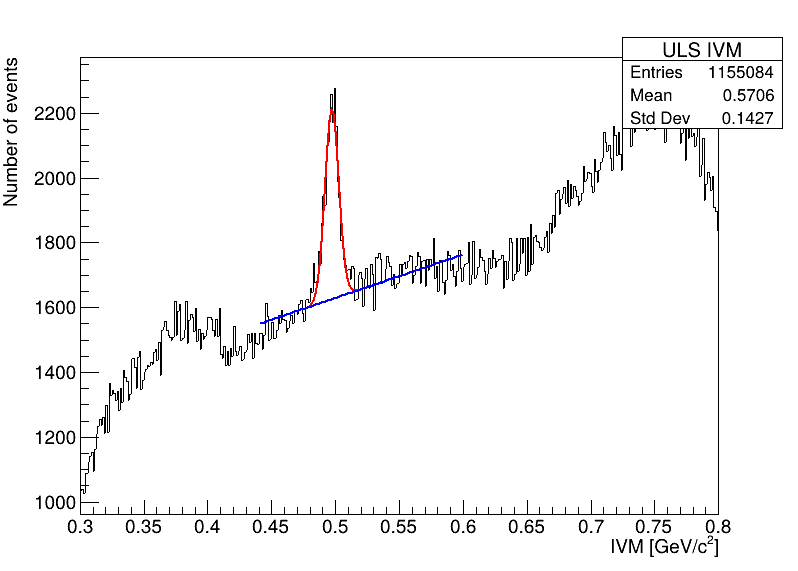 ULS IVM
Entries 1155084
Mean 0.5706
Std Dev 0.1427
Number of events
2200
2000
1800
1600
1400
1200
1000
0.3 0.35 0.4 0.45 0.5 0.55 0.6 0.65 0.7 0.75 0.8
IVM [GeV/c²]